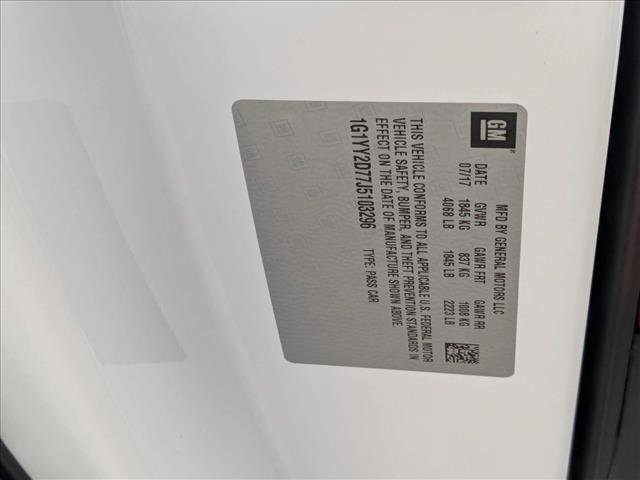 GM
MFD BY GENERAL MOTORS LLC
DATE GVWR GAWR FRT GAWR RR
07/17 1845 KG 837 KG 1008 KG
4068 LB 1845 LB 2223 LB
THIS VEHICLE CONFORMS TO ALL APPLICABLE U.S. FEDERAL MOTOR
VEHICLE SAFETY, BUMPER, AND THEFT PREVENTION STANDARDS IN
EFFECT ON THE DATE OF MANUFACTURE SHOWN ABOVE.
1G1YY2D77J5103296 TYPE: PASS CAR